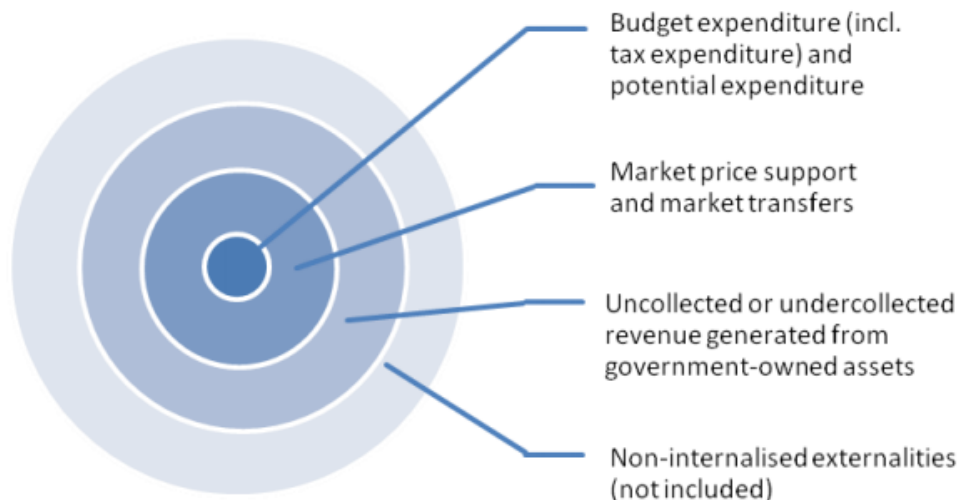 Budget expenditure (incl.
tax expenditure) and
potential expenditure
Market price support
and market transfers
Uncollected or undercollected
revenue generated from
government-owned assets
Non-internalised externalities
(not included)